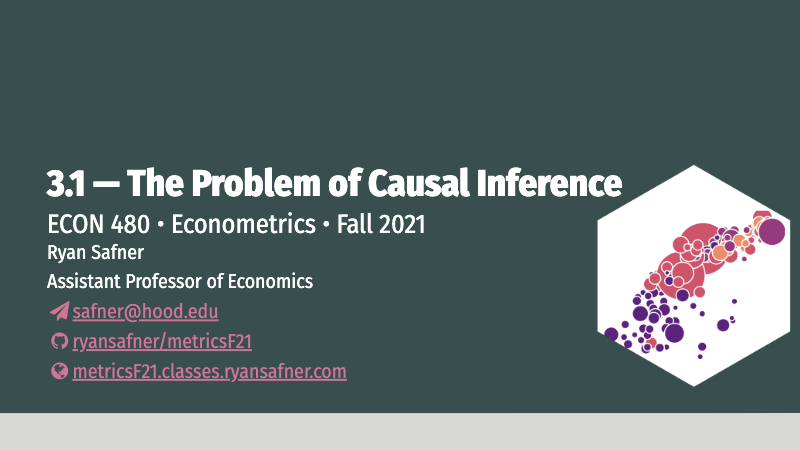 3.1 — The Problem of Causal Inference
ECON 480 • Econometrics • Fall 2021
Ryan Safner
Assistant Professor of Economics
safner@hood.edu
ryansafner/metricsF21
metricsF21.classes.ryansafner.com